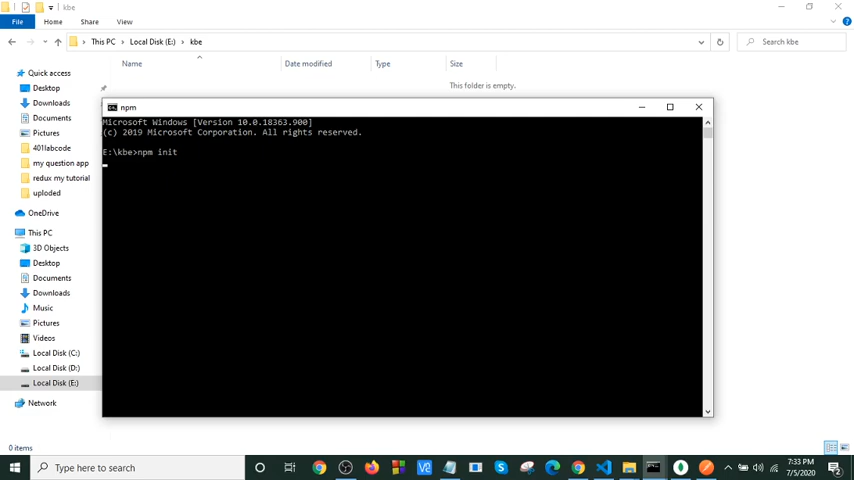 kbe
File
Home
Share
View
This PC
Local Disk (E:)
kbe
Search kbe
Name
Date modified
Type
Size
This folder is empty.
Quick access
Desktop
Downloads
Documents
Pictures
401labcode
my question app
redux my tutorial
uploded
OneDrive
This PC
3D Objects
Desktop
Documents
Downloads
Music
Pictures
Videos
Local Disk (C:)
Local Disk (D:)
Local Disk (E:)
Network
npm
Microsoft Windows [Version 10.0.18363.900]
(c) 2019 Microsoft Corporation. All rights reserved.
E:\kbe>npm init
0 items
Type here to search
7:33 PM
7/5/2020
2